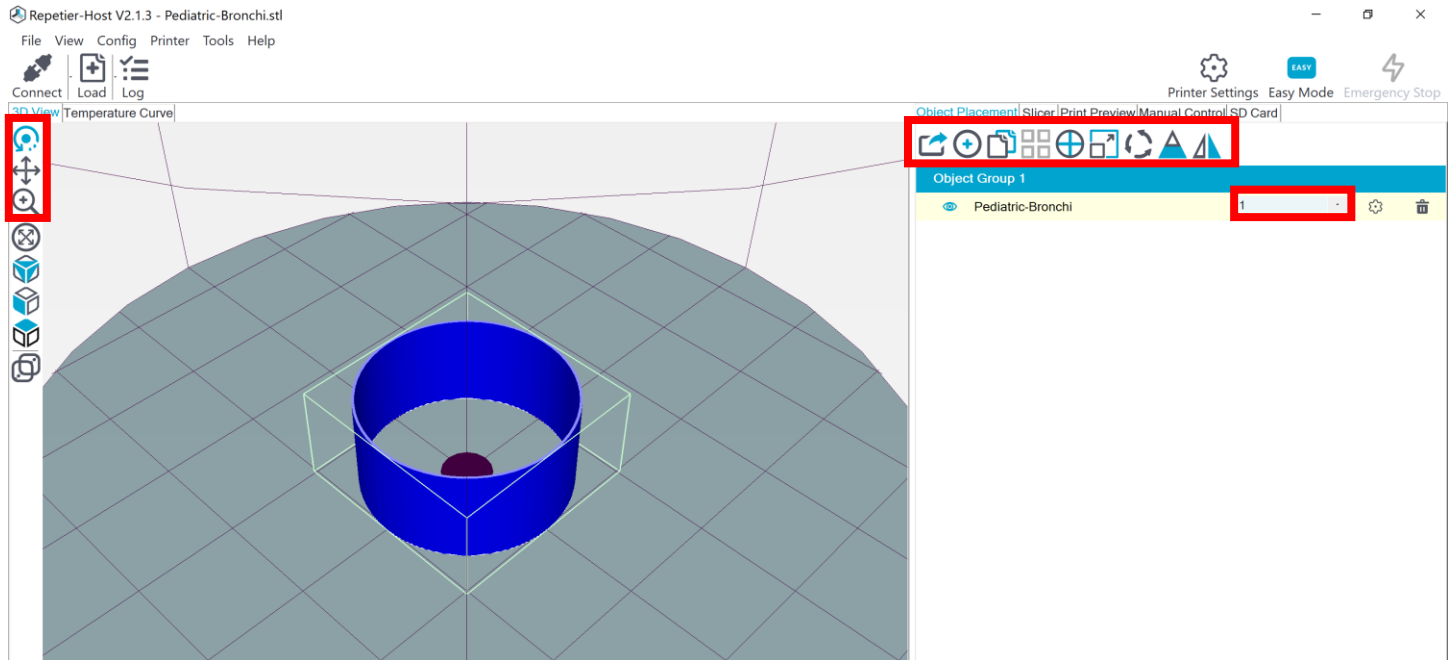 Repetier-Host V2.1.3 - Pediatric-Bronchi.stl
File View Config Printer Tools Help
Connect Load Log Printer Settings EASY Easy Mode Emergency Stop
3D View Temperature Curve Object Placement Slicer Print Preview Manual Control SD Card
Object Group 1
Pediatric-Bronchi 1